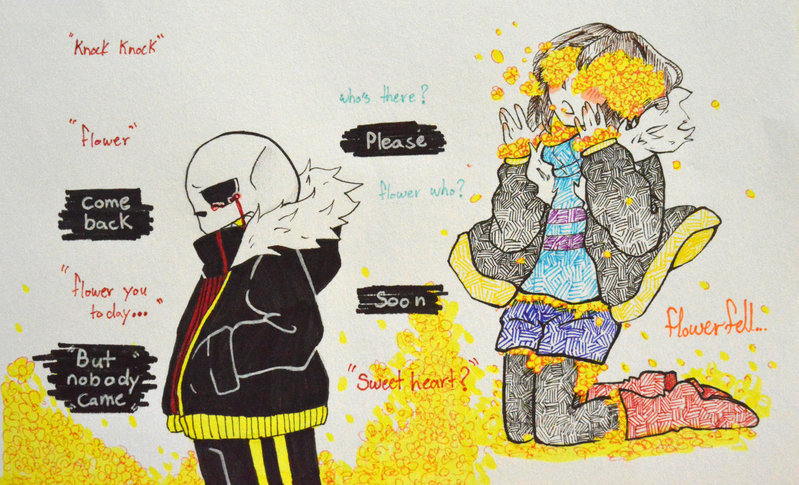 "Knock Knock"
who's there?
"flower"
Please
come
back
flower who?
"flower you
today..."
Soon
flowerfell...
"But
nobody
came"
"Sweet heart?"